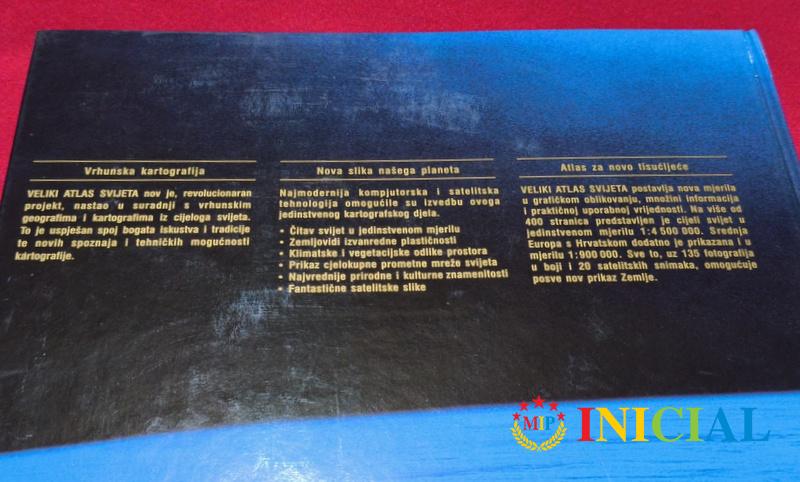 Vrhunska kartografija
VELIKI ATLAS SVIJETA nov je, revolucionaran
projekt, nastao u suradnji s vrhunskim
geografima i kartografima iz cijeloga svijeta.
To je uspješan spoj bogata iskustva i tradicije
te novih spoznaja i tehničkih mogućnosti
kartografije.
Nova slika našega planeta
Najmodernija kompjutorska i satelitska
tehnologija omogućile su izvedbu ovoga
jedinstvenog kartografskog djela.
• Čitav svijet u jedinstvenom mjerilu
• Zemljovidi izvanredne plastičnosti
• Klimatske i vegetacijske odlike prostora
• Prikaz cjelokupne prometne mreže svijeta
• Najvrednije prirodne i kulturne znamenitosti
• Fantastične satelitske slike
Atlas za novo tisućljeće
VELIKI ATLAS SVIJETA postavlja nova mjerila
u grafičkom oblikovanju, množini informacija
i praktičnoj uporabnoj vrijednosti. Na više od
400 stranica predstavljen je cijeli svijet u
jedinstvenom mjerilu 1:4 500 000. Srednja
Europa s Hrvatskom dodatno je prikazana i u
mjerilu 1:900 000. Sve to, uz 135 fotografija
u boji i 20 satelitskih snimaka, omogućuje
posve nov prikaz Zemlje.
MIP
INICIAL